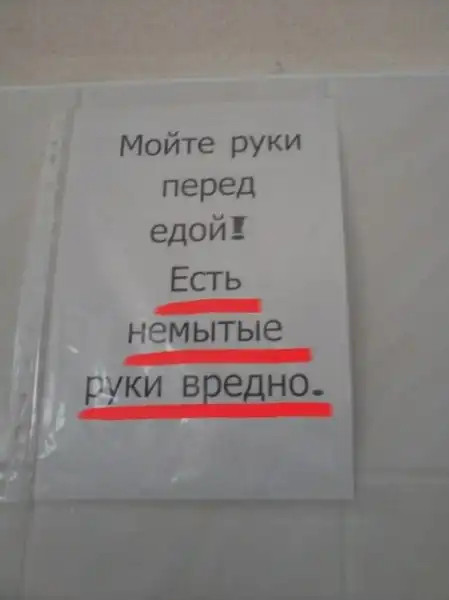 Мойте руки
перед
едой!
Есть
немытые
руки вредно.